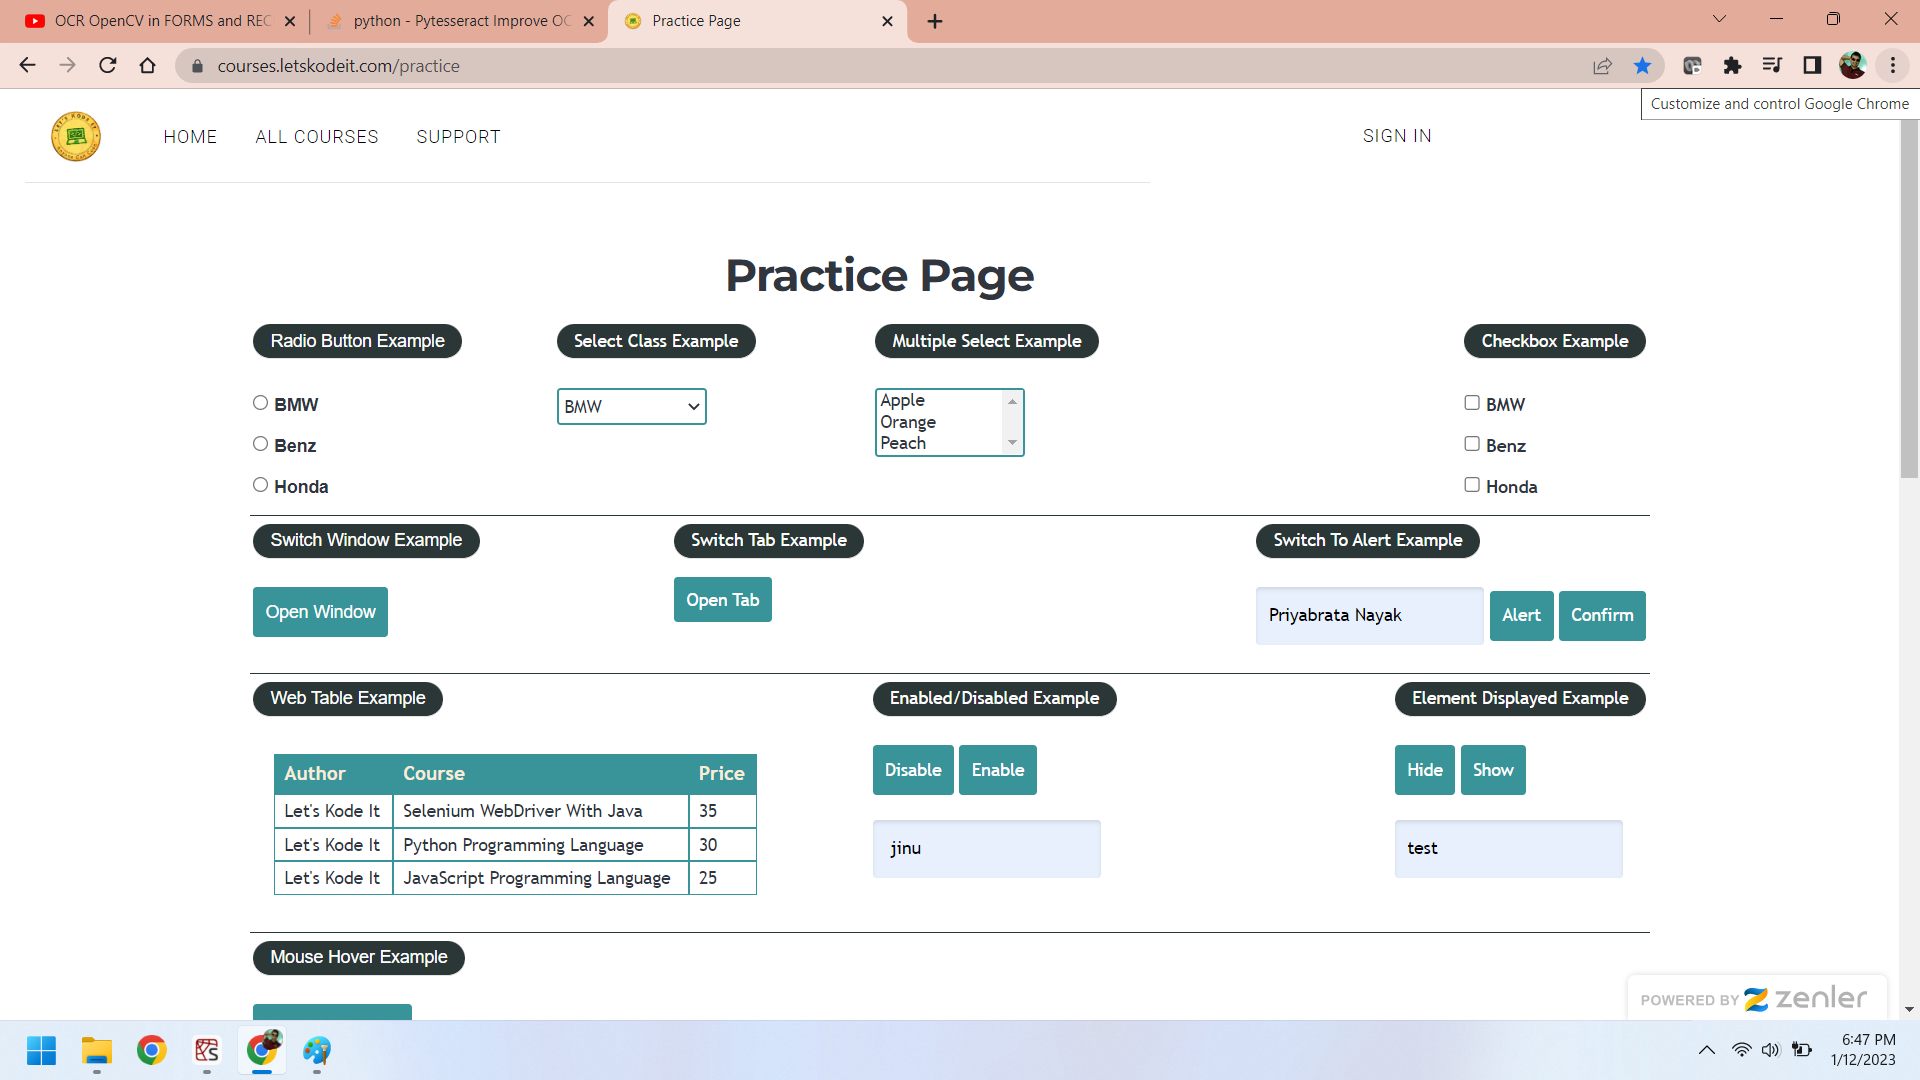 OCR OpenCV in FORMS and REC
python - Pytesseract Improve OC
Practice Page
courses.letskodeit.com/practice
Customize and control Google Chrome
HOME ALL COURSES SUPPORT SIGN IN
Practice Page
Radio Button Example Select Class Example Multiple Select Example Checkbox Example
BMW BMW Apple BMW
Orange
Benz Peach Benz
Honda Honda
Switch Window Example Switch Tab Example Switch To Alert Example
Open Window Open Tab Priyabrata Nayak Alert Confirm
Web Table Example Enabled/Disabled Example Element Displayed Example
Disable Enable Hide Show
Author Course Price
Let's Kode It Selenium WebDriver With Java 35
Let's Kode It Python Programming Language 30 jinu test
Let's Kode It JavaScript Programming Language 25
Mouse Hover Example
POWERED BY zenler
6:47 PM
1/12/2023